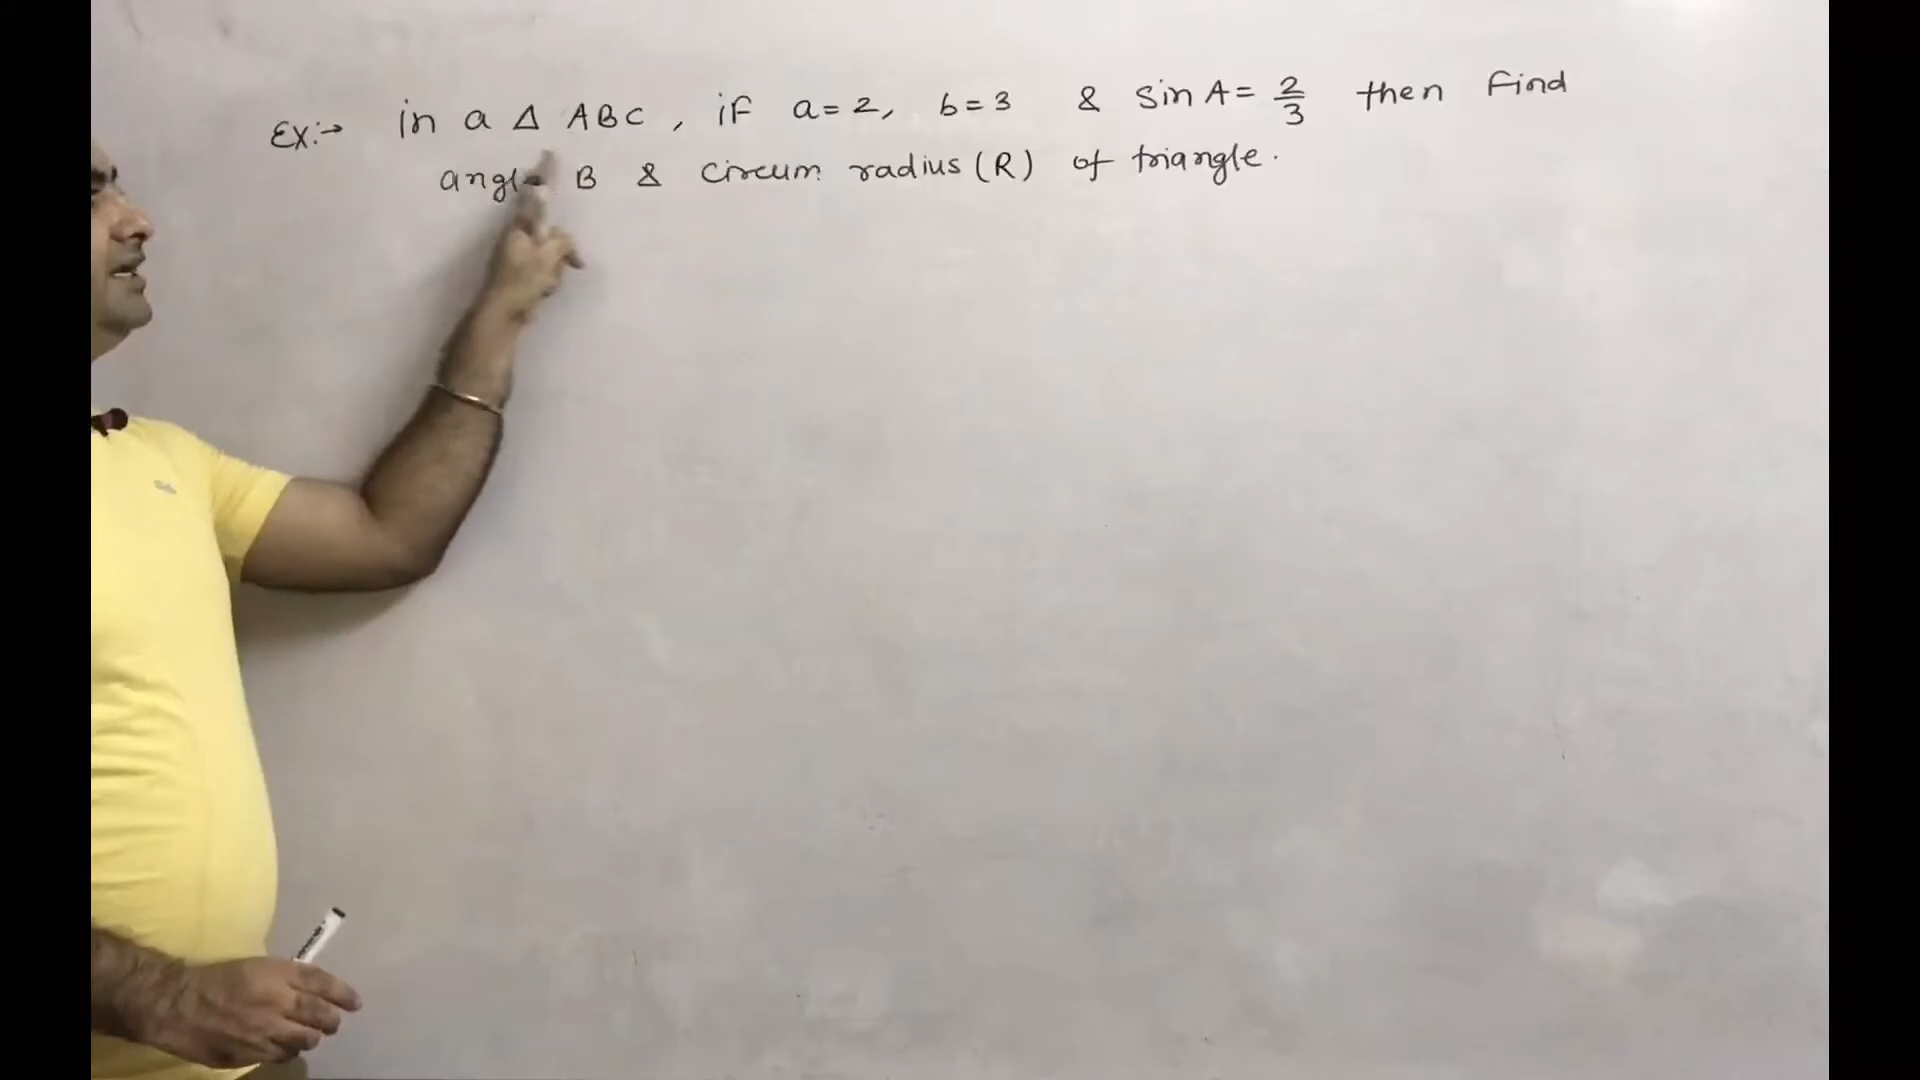 Ex:→ in a Δ ABC, if a=2, b=3 & sin A = 2/3 then find
angle B & circum radius (R) of triangle.